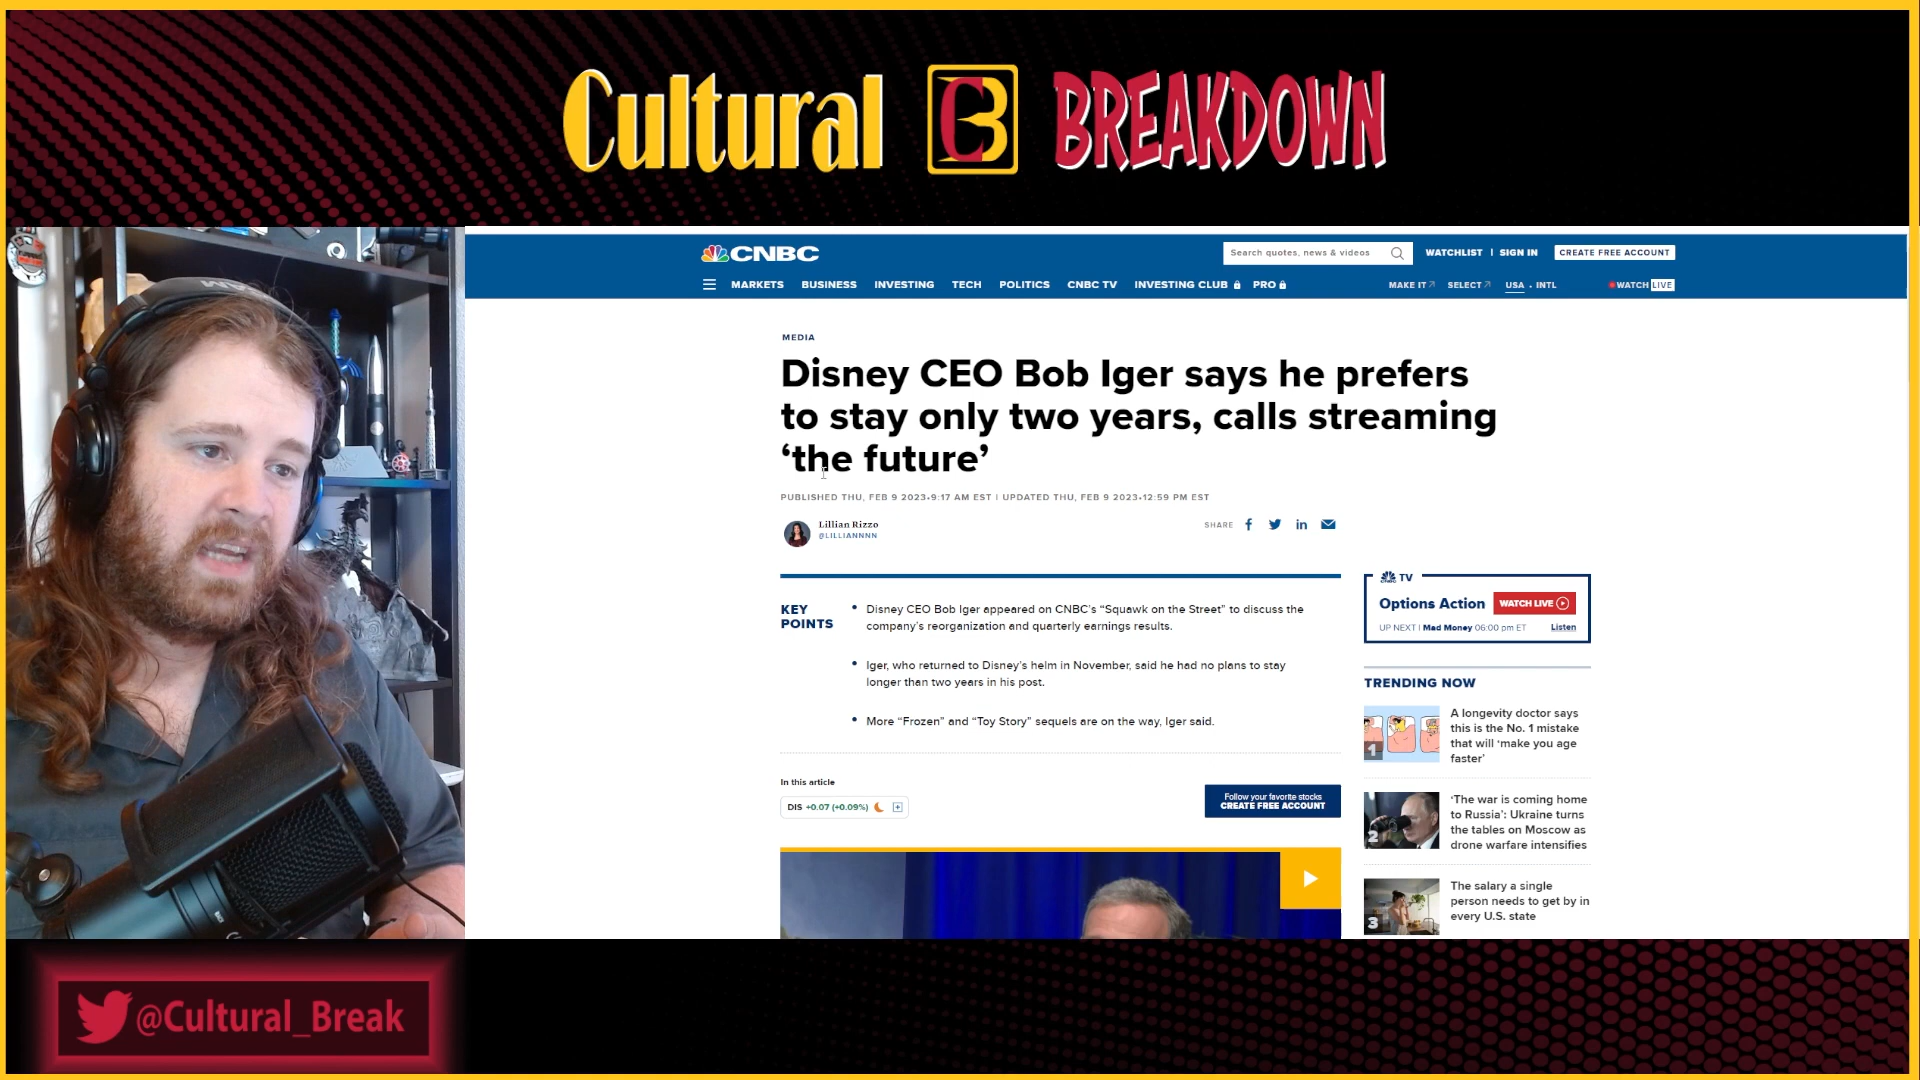 Cultural CB BREAKDOWN
CNBC
Search quotes, news & videos
WATCHLIST | SIGN IN
CREATE FREE ACCOUNT
MARKETS BUSINESS INVESTING TECH POLITICS CNBC TV INVESTING CLUB PRO
MAKE IT SELECT USA • INTL
WATCH LIVE
MEDIA
Disney CEO Bob Iger says he prefers
to stay only two years, calls streaming
‘the future’
PUBLISHED THU, FEB 9 2023•9:17 AM EST | UPDATED THU, FEB 9 2023•12:59 PM EST
Lillian Rizzo
@LILLIANNNN
SHARE
KEY
POINTS
Disney CEO Bob Iger appeared on CNBC’s “Squawk on the Street” to discuss the
company’s reorganization and quarterly earnings results.
Iger, who returned to Disney’s helm in November, said he had no plans to stay
longer than two years in his post.
More “Frozen” and “Toy Story” sequels are on the way, Iger said.
In this article
DIS +0.07 (+0.09%)
Follow your favorite stocks
CREATE FREE ACCOUNT
TV
Options Action
WATCH LIVE
UP NEXT | Mad Money 06:00 pm ET
Listen
TRENDING NOW
1
A longevity doctor says
this is the No. 1 mistake
that will ‘make you age
faster’
2
‘The war is coming home
to Russia’: Ukraine turns
the tables on Moscow as
drone warfare intensifies
3
The salary a single
person needs to get by in
every U.S. state
@Cultural_Break